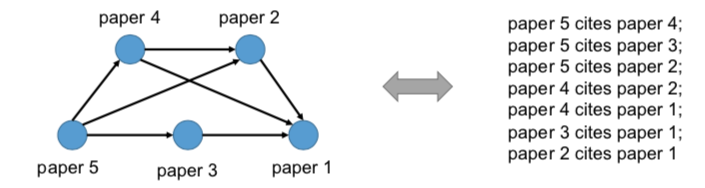 paper 4
paper 2
paper 5
paper 3
paper 1
paper 5 cites paper 4;
paper 5 cites paper 3;
paper 5 cites paper 2;
paper 4 cites paper 2;
paper 4 cites paper 1;
paper 3 cites paper 1;
paper 2 cites paper 1